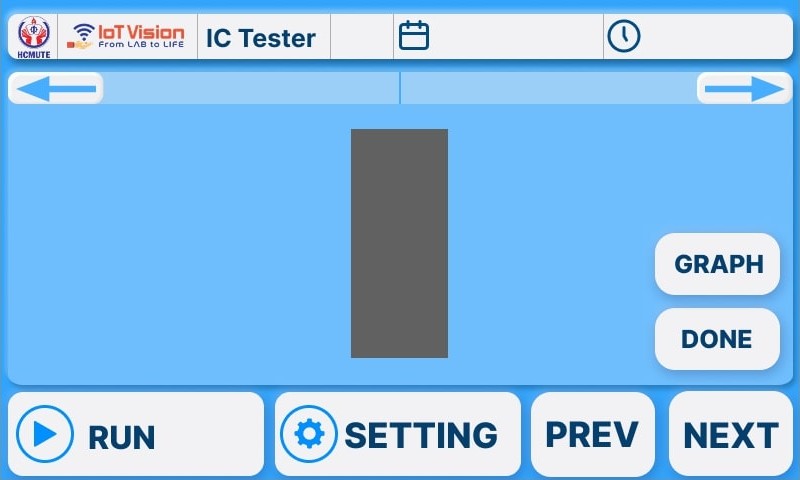 HCMUTE
IoT Vision
From LAB to LIFE
IC Tester
GRAPH
DONE
RUN
SETTING
PREV
NEXT